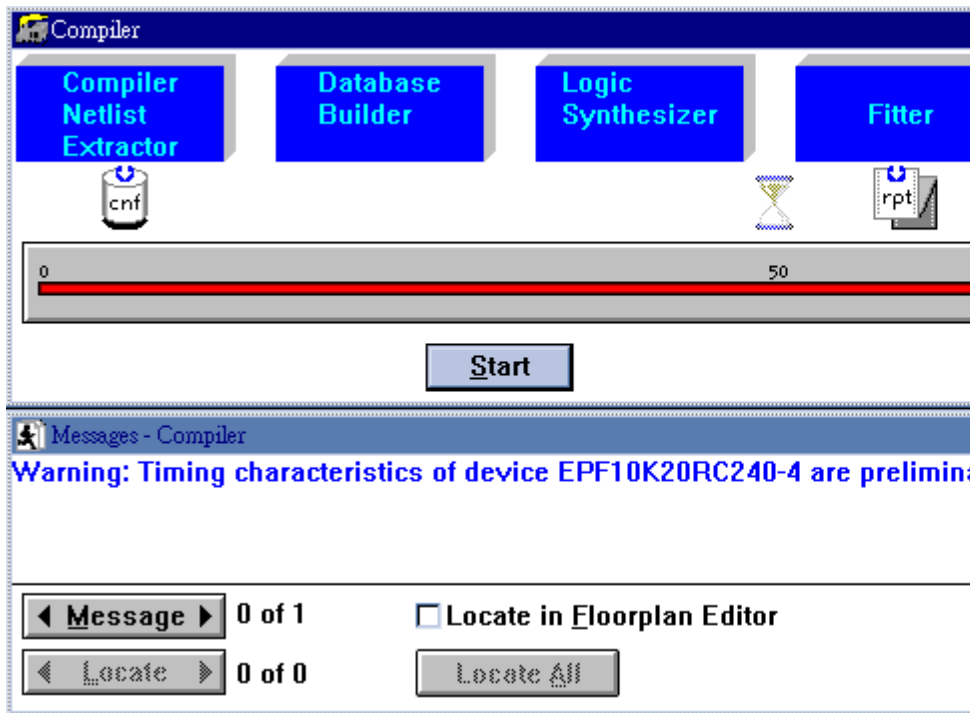 Compiler
Compiler
Netlist
Extractor
Database
Builder
Logic
Synthesizer
Fitter
cnf
rpt
0
50
Start
Messages - Compiler
Warning: Timing characteristics of device EPF10K20RC240-4 are prelimina
Message
0 of 1
Locate in Floorplan Editor
Locate
0 of 0
Locate All